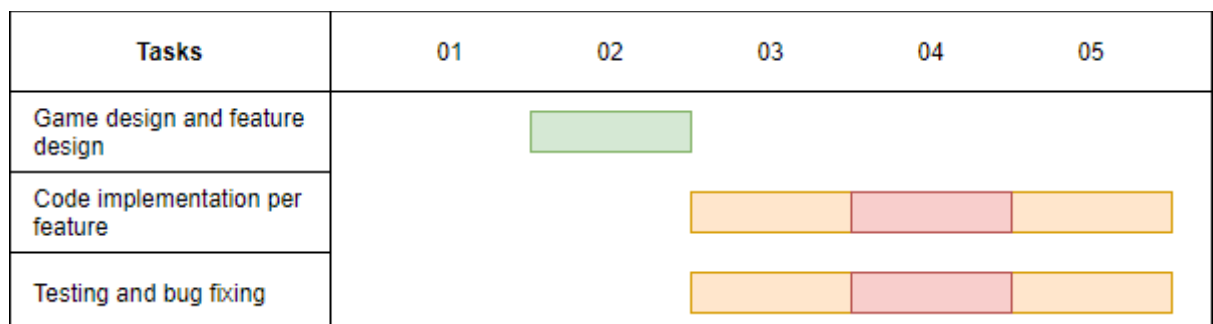 Tasks 01 02 03 04 05
Game design and feature
design
Code implementation per
feature
Testing and bug fixing